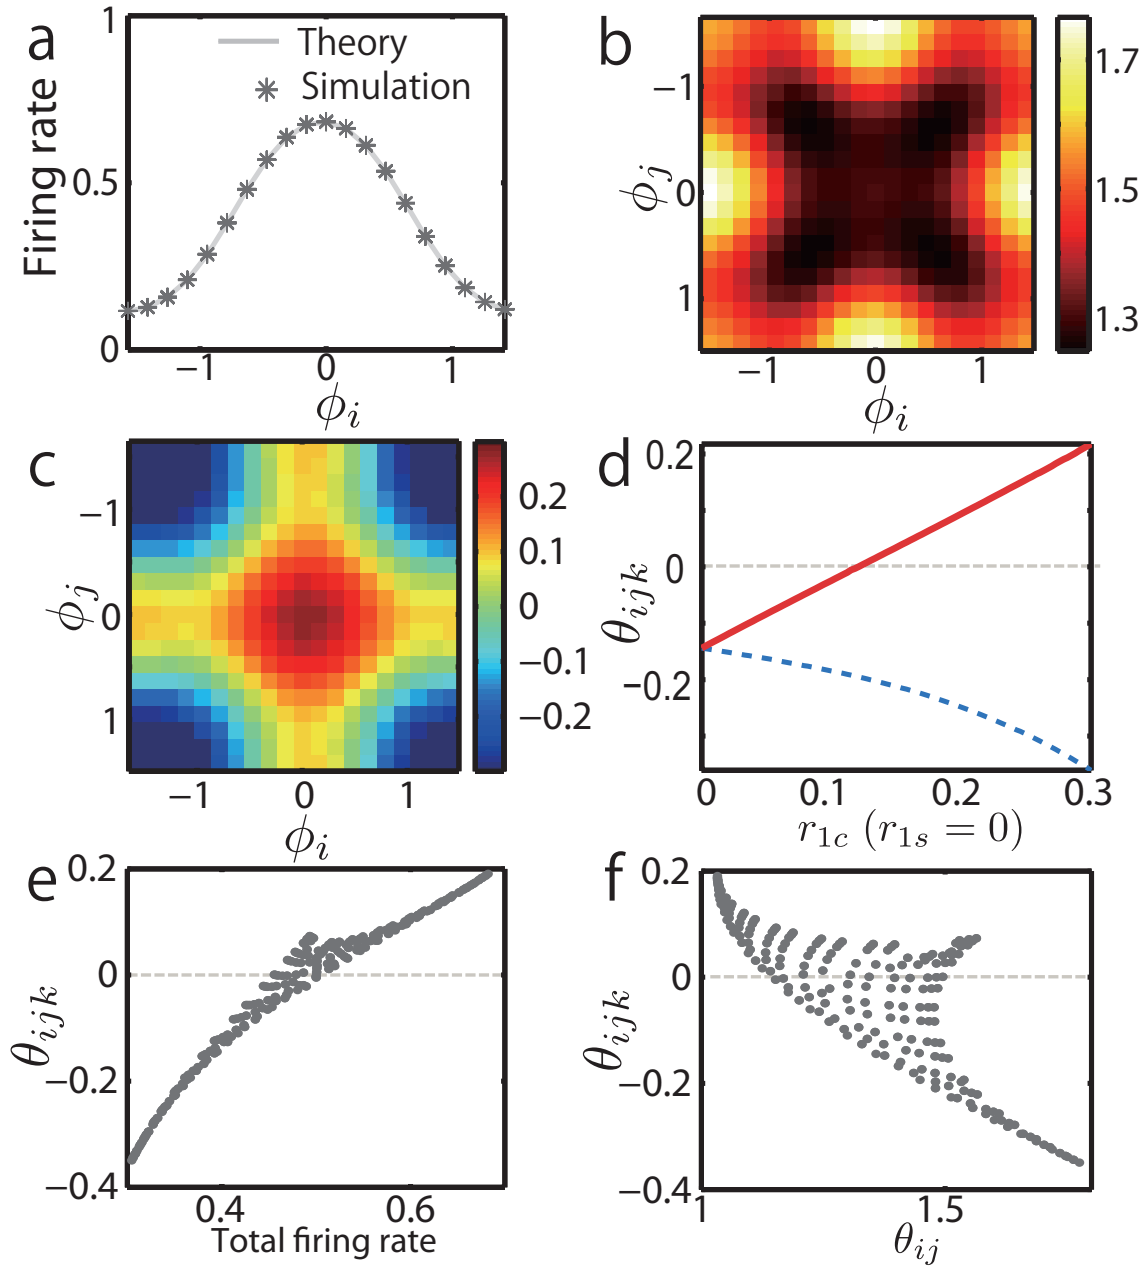 a
1
Theory
Simulation
Firing rate
0.5
0
−1 0 1
ϕi
b
−1
0
1
ϕj
−1 0 1
ϕi
1.7
1.5
1.3
c
−1
0
1
ϕj
−1 0 1
ϕi
0.2
0.1
0
−0.1
−0.2
d
0.2
0
−0.2
θijk
0 0.1 0.2 0.3
r1c (r1s = 0)
e
0.2
0
−0.2
−0.4
θijk
0.4 0.6
Total firing rate
f
0.2
0
−0.2
−0.4
θijk
1 1.5
θij